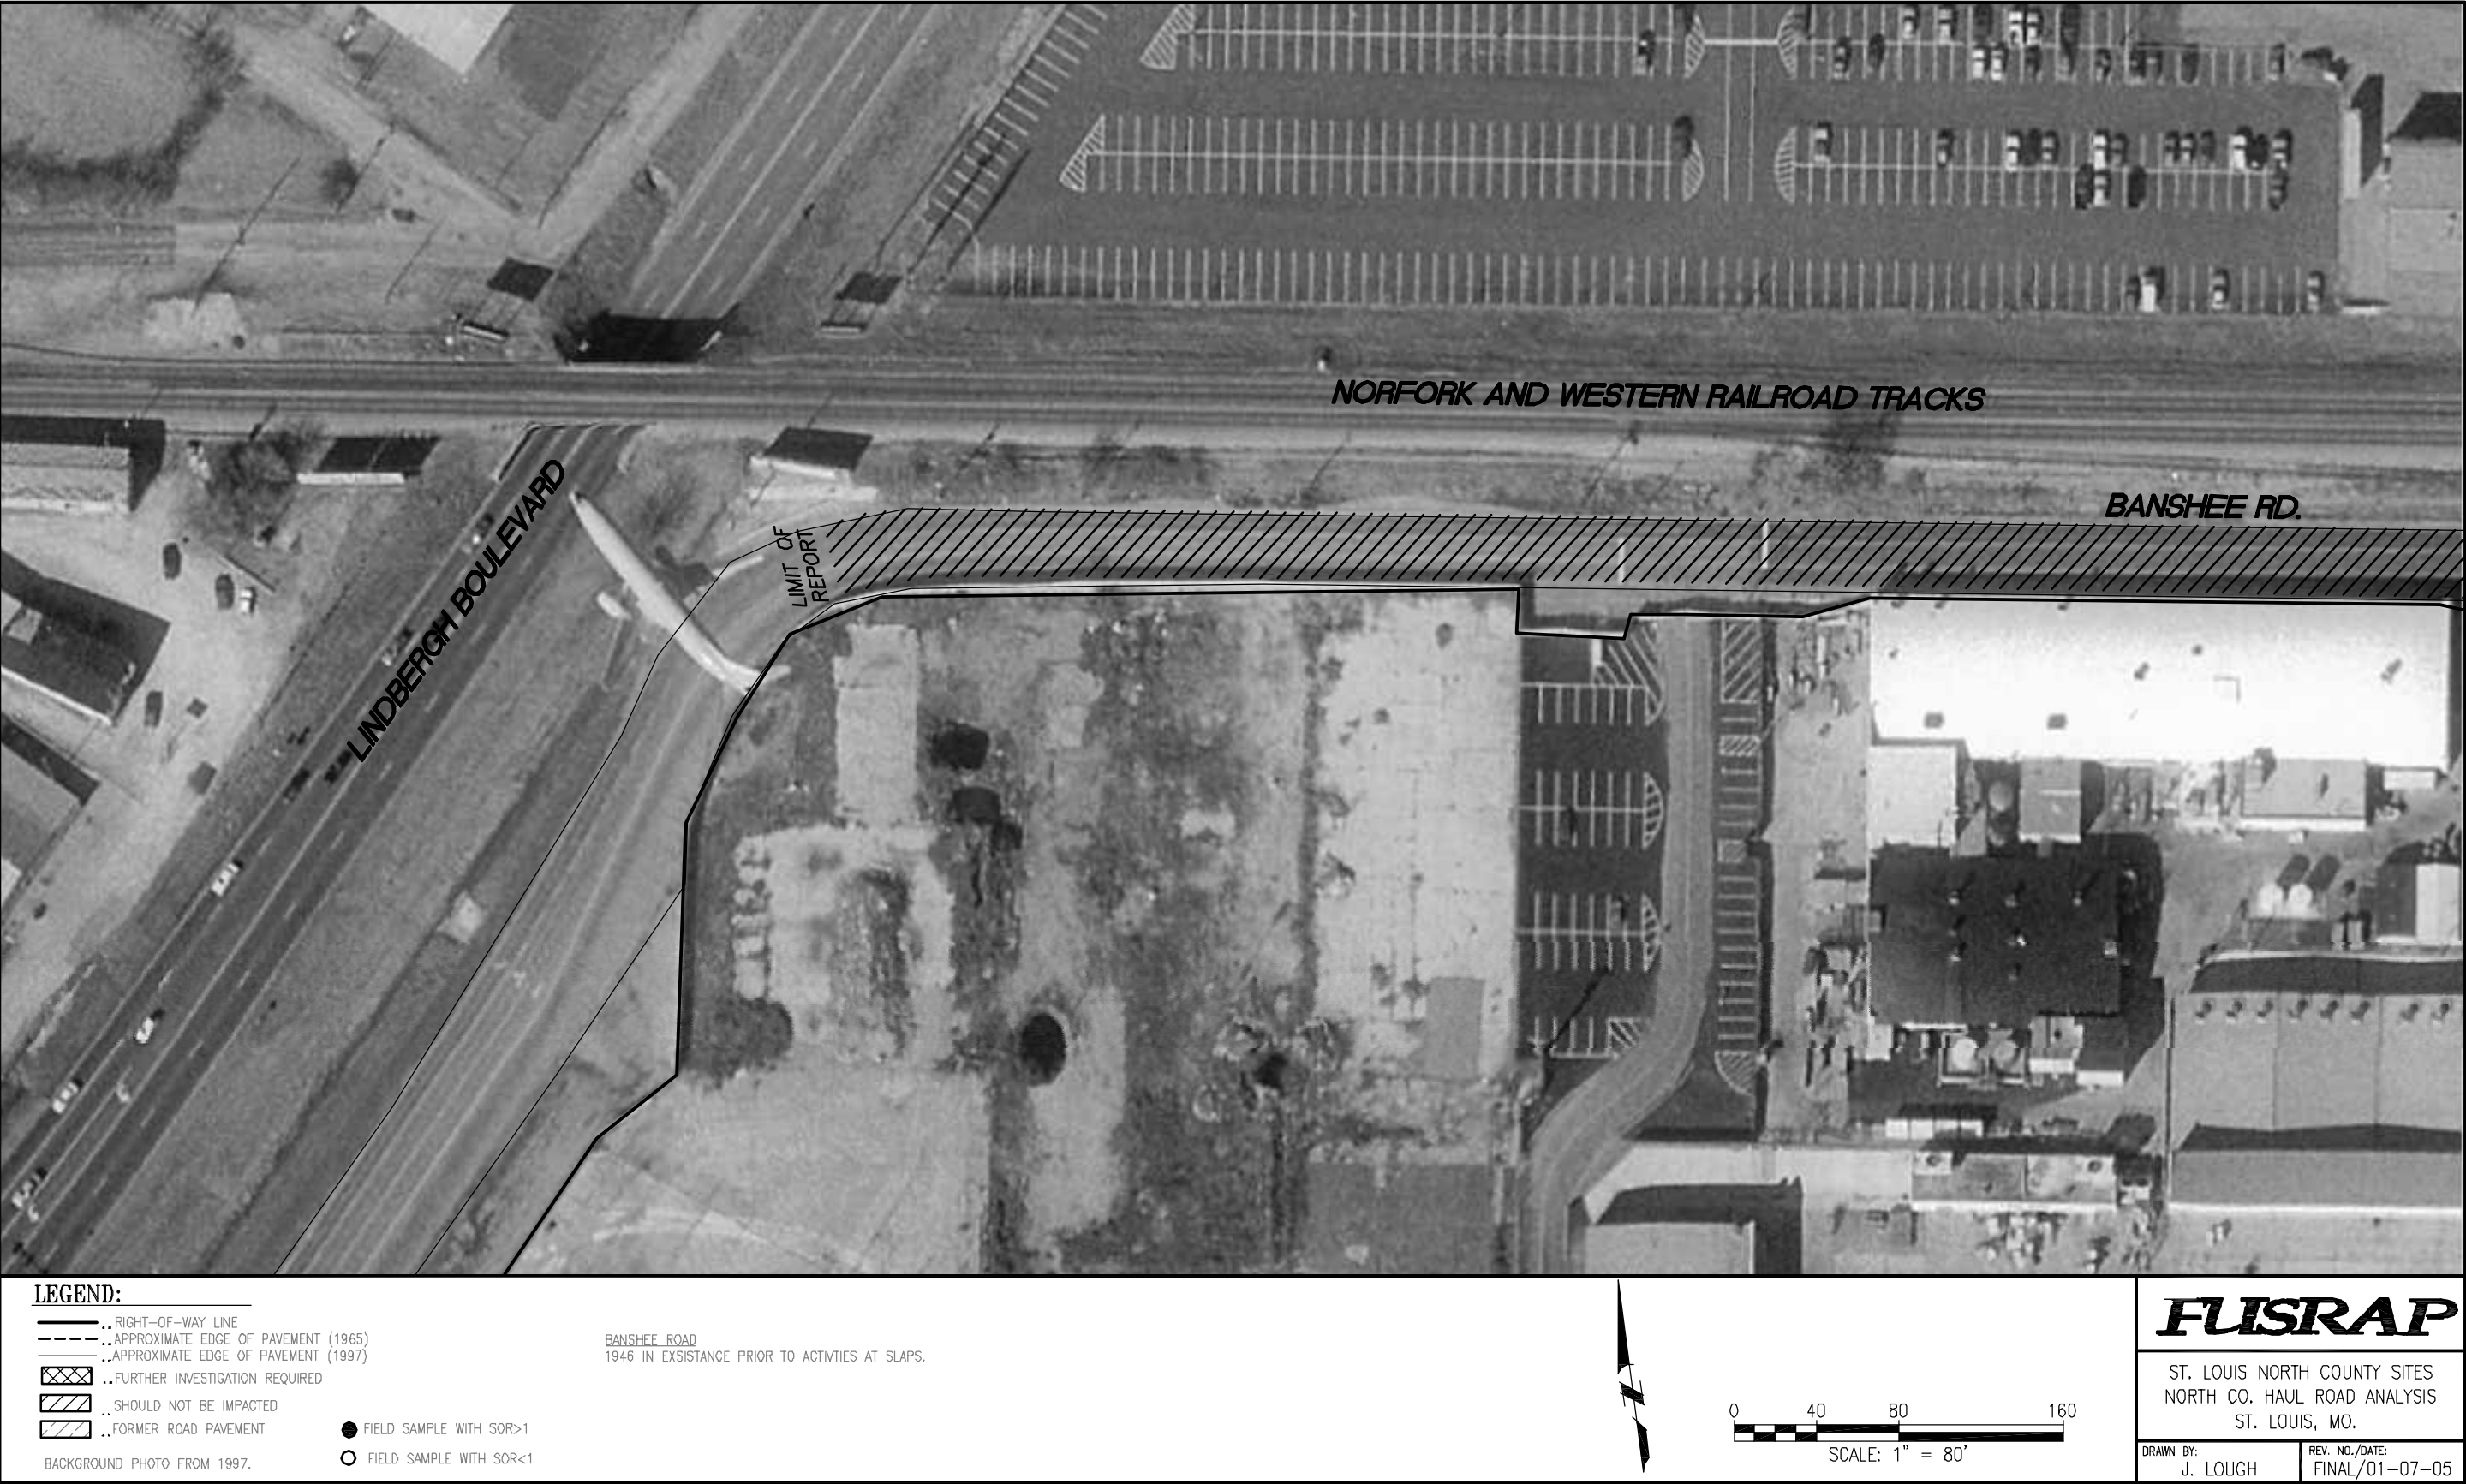 NORFORK AND WESTERN RAILROAD TRACKS
BANSHEE RD.
LINDBERGH BOULEVARD
LIMIT OF
REPORT
LEGEND:
RIGHT-OF-WAY LINE
APPROXIMATE EDGE OF PAVEMENT (1965)
APPROXIMATE EDGE OF PAVEMENT (1997)
FURTHER INVESTIGATION REQUIRED
SHOULD NOT BE IMPACTED
FORMER ROAD PAVEMENT
BACKGROUND PHOTO FROM 1997.
FIELD SAMPLE WITH SOR>1
FIELD SAMPLE WITH SOR<1
BANSHEE ROAD
1946 IN EXSISTANCE PRIOR TO ACTIVTIES AT SLAPS.
N
0 40 80 160
SCALE: 1" = 80'
FUSRAP
ST. LOUIS NORTH COUNTY SITES
NORTH CO. HAUL ROAD ANALYSIS
ST. LOUIS, MO.
DRAWN BY:
J. LOUGH
REV. NO./DATE:
FINAL/01-07-05